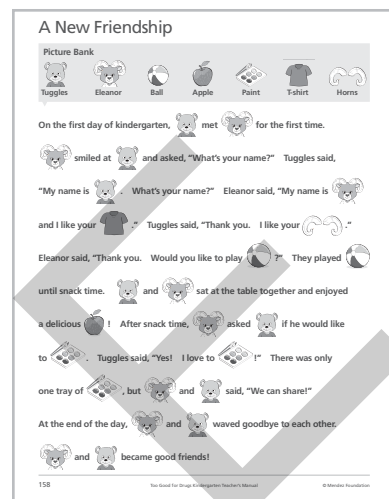 A New Friendship
Picture Bank
Tuggles Eleanor Ball Apple Paint T-shirt Horns
On the first day of kindergarten, met for the first time.
smiled at and asked, “What’s your name?” Tuggles said,
“My name is . What’s your name?” Eleanor said, “My name is
and I like your .” Tuggles said, “Thank you. I like your .”
Eleanor said, “Thank you. Would you like to play ?” They played
until snack time. and sat at the table together and enjoyed
a delicious ! After snack time, asked if he would like
to . Tuggles said, “Yes! I love to !” There was only
one tray of , but and said, “We can share!”
At the end of the day, and waved goodbye to each other.
and became good friends!
158 Too Good for Drugs Kindergarten Teacher’s Manual © Mendez Foundation